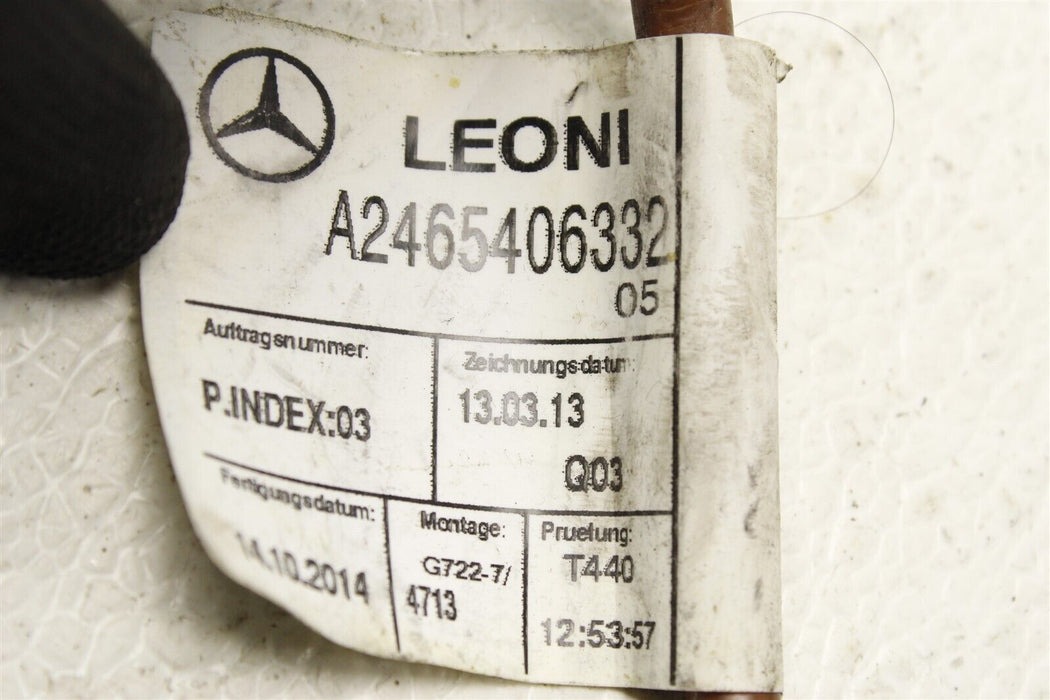 LEONI
A2465406332
05
Auftragsnummer:
P.INDEX:03
Zeichnungsdatum:
13.03.13
Q03
Fertigungsdatum:
14.10.2014
Montage:
G722-7/
4713
Pruefung:
T440
12:53:57